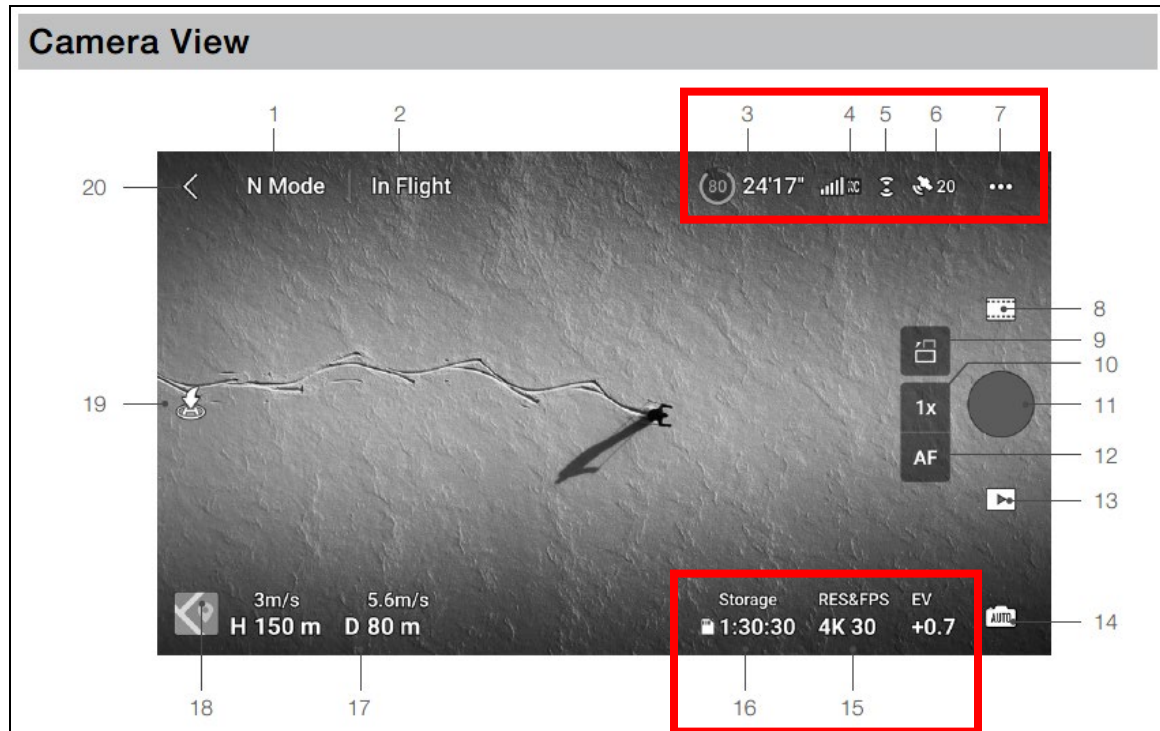 Camera View
1 2 3 4 5 6 7
20 N Mode In Flight 80 24'17" RC 20
8
9
10
1x
19 11
AF 12
13
3m/s 5.6m/s Storage RES&FPS EV
H 150 m D 80 m 1:30:30 4K 30 +0.7 AUTO 14
18 17 16 15